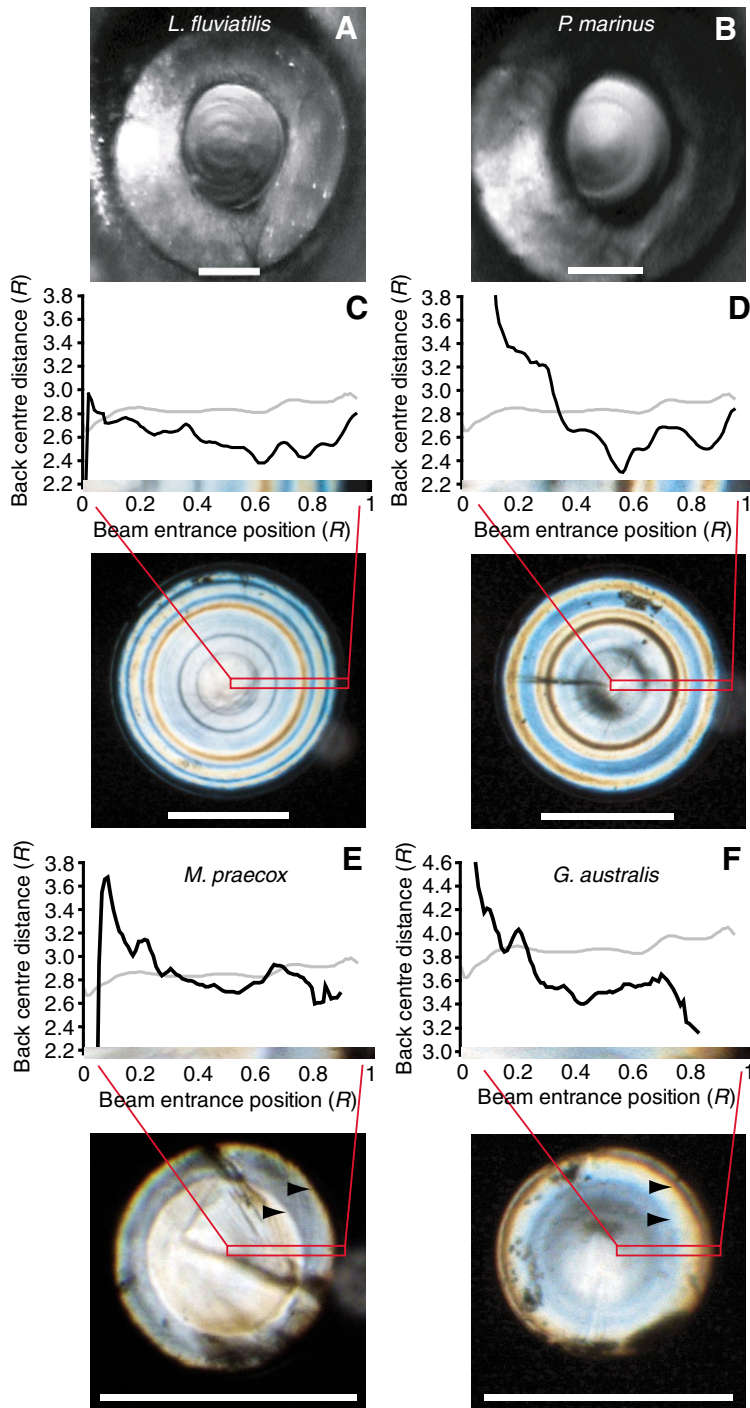 L. fluviatilis A
P. marinus B
C
Back centre distance (R)
3.8
3.6
3.4
3.2
3.0
2.8
2.6
2.4
2.2
0 0.2 0.4 0.6 0.8 1
Beam entrance position (R)
D
Back centre distance (R)
3.8
3.6
3.4
3.2
3.0
2.8
2.6
2.4
2.2
0 0.2 0.4 0.6 0.8 1
Beam entrance position (R)
M. praecox E
Back centre distance (R)
3.8
3.6
3.4
3.2
3.0
2.8
2.6
2.4
2.2
0 0.2 0.4 0.6 0.8 1
Beam entrance position (R)
G. australis F
Back centre distance (R)
4.6
4.4
4.2
4.0
3.8
3.6
3.4
3.2
3.0
0 0.2 0.4 0.6 0.8 1
Beam entrance position (R)